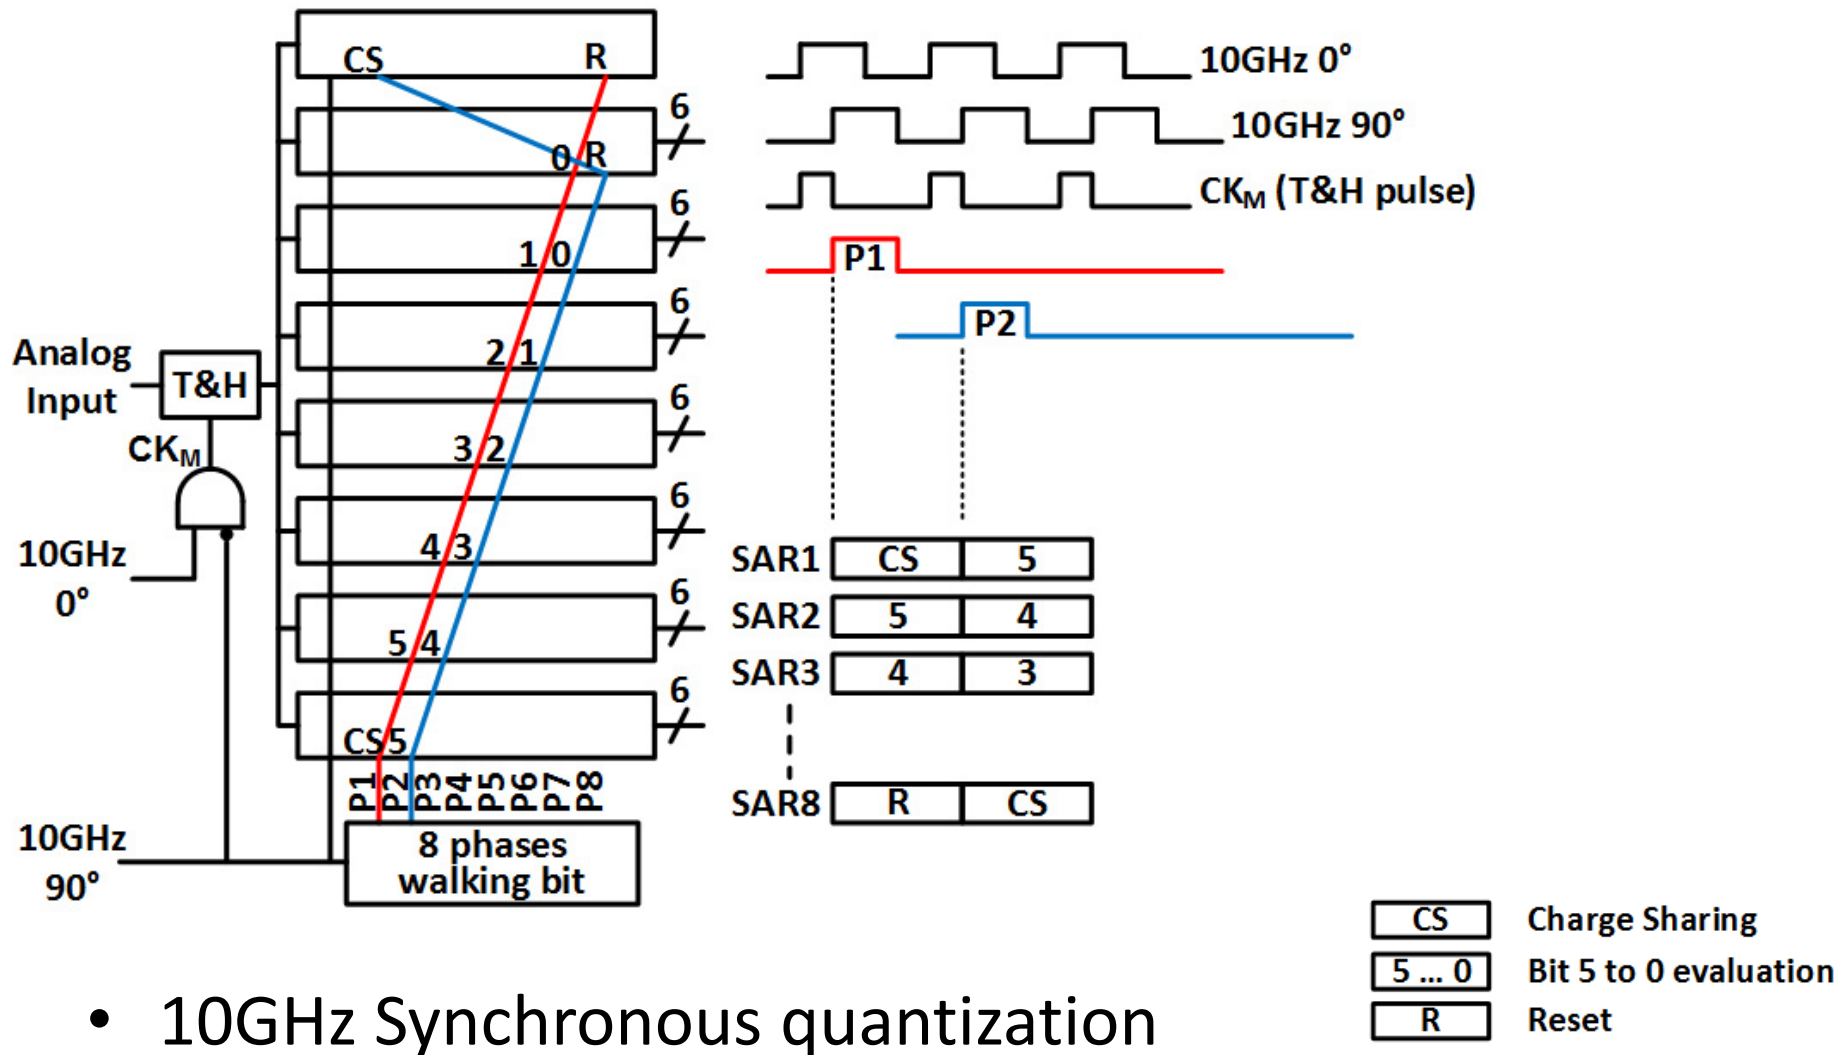 CS R
6
0 R
6
1 0
6
2 1
6
3 2
6
4 3
6
5 4
6
CS 5
P1 P2 P3 P4 P5 P6 P7 P8
8 phases
walking bit
Analog
Input
T&H
CKM
10GHz
0°
10GHz
90°
10GHz 0°
10GHz 90°
CKM (T&H pulse)
P1
P2
SAR1 CS 5
SAR2 5 4
SAR3 4 3
SAR8 R CS
CS Charge Sharing
5 ... 0 Bit 5 to 0 evaluation
R Reset
• 10GHz Synchronous quantization